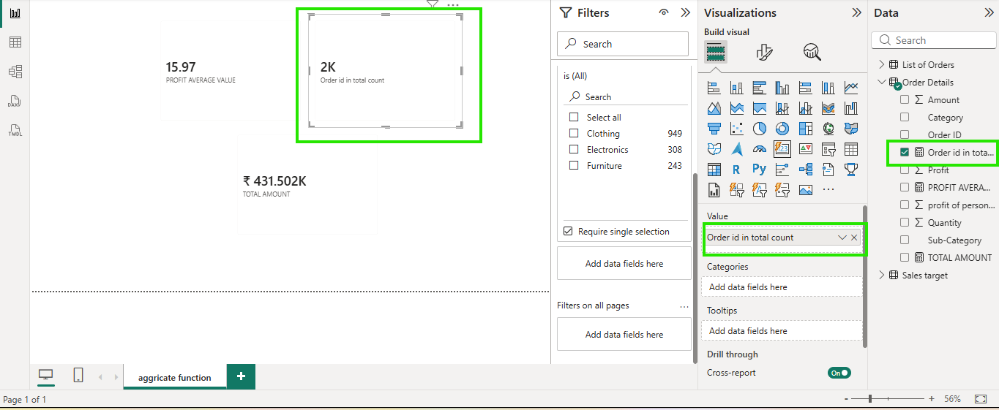 15.97
PROFIT AVERAGE VALUE
2K
Order id in total count
₹ 431.502K
TOTAL AMOUNT
aggricate function
+
Page 1 of 1
DAX
TMDL
Filters
Search
is (All)
Search
Select all
Clothing 949
Electronics 308
Furniture 243
Require single selection
Add data fields here
Filters on all pages ...
Add data fields here
Visualizations
Build visual
123
R
Py
...
Value
Order id in total count
Categories
Add data fields here
Tooltips
Add data fields here
Drill through
Cross-report On
Data
Search
List of Orders
Order Details
Amount
Category
Order ID
Order id in tota...
Profit
PROFIT AVERA...
profit of person...
Quantity
Sub-Category
TOTAL AMOUNT
Sales target
- + 56%